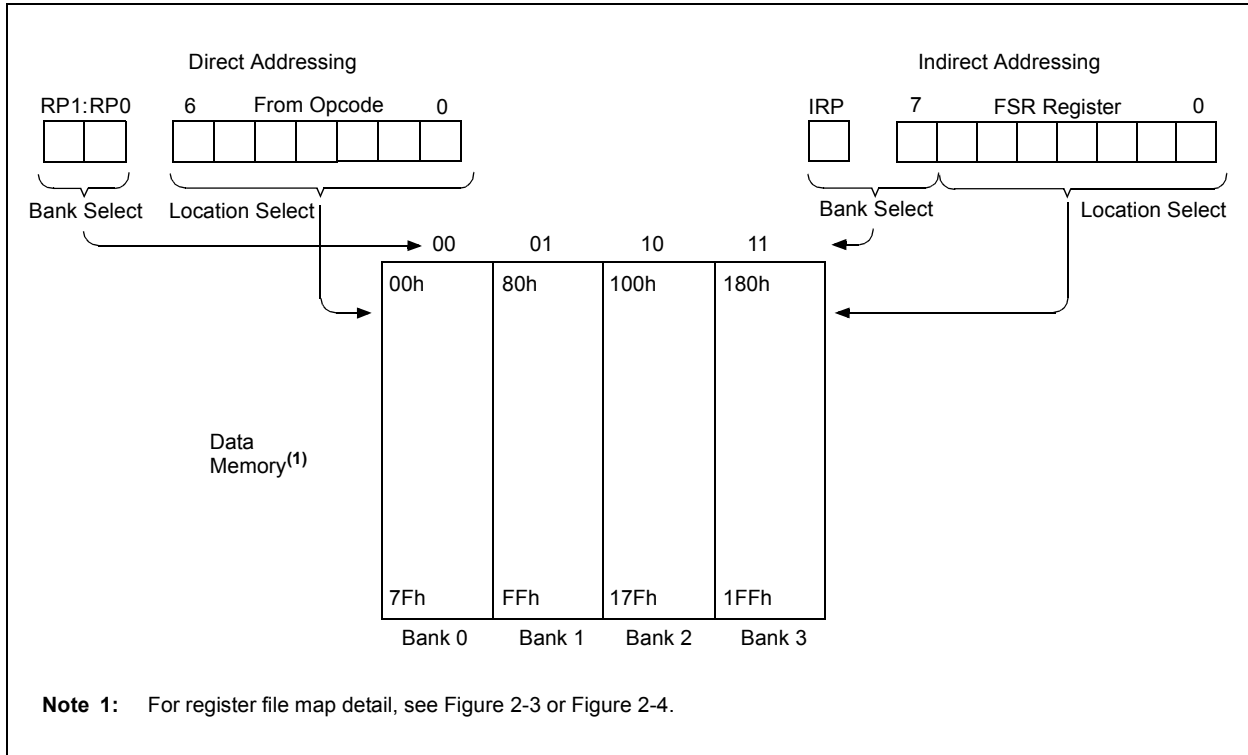 Direct Addressing
Indirect Addressing
RP1:RP0 6 From Opcode 0
IRP 7 FSR Register 0
Bank Select Location Select
Bank Select Location Select
00 01 10 11
00h 80h 100h 180h
Data
Memory(1)
7Fh FFh 17Fh 1FFh
Bank 0 Bank 1 Bank 2 Bank 3
Note 1: For register file map detail, see Figure 2-3 or Figure 2-4.